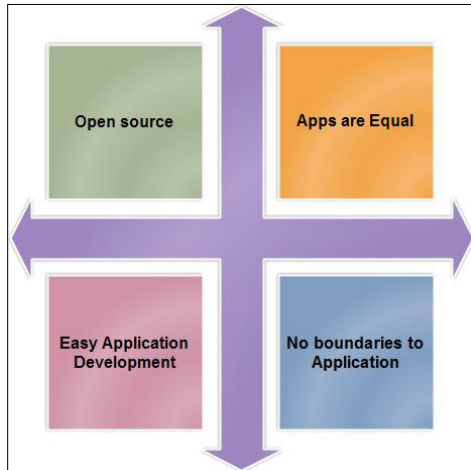 Open source
Apps are Equal
Easy Application
Development
No boundaries to
Application